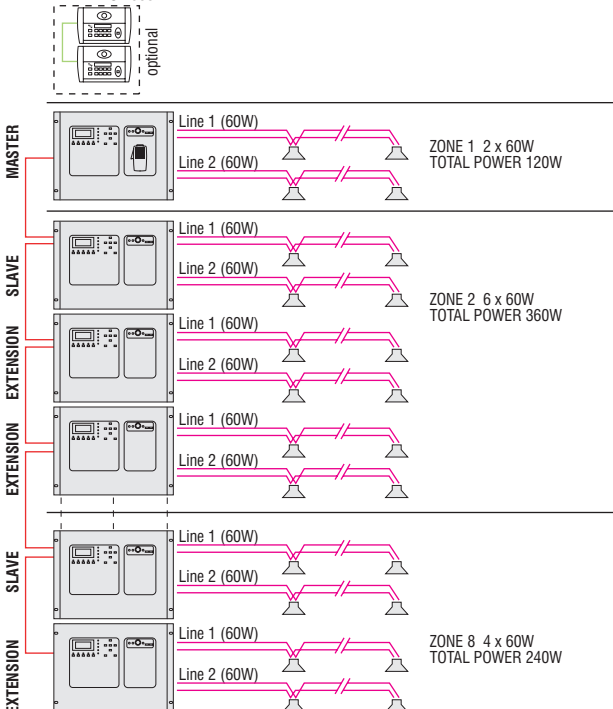 optional
MASTER
Line 1 (60W)
Line 2 (60W)
ZONE 1 2 x 60W
TOTAL POWER 120W
SLAVE
Line 1 (60W)
Line 2 (60W)
ZONE 2 6 x 60W
TOTAL POWER 360W
EXTENSION
Line 1 (60W)
Line 2 (60W)
EXTENSION
Line 1 (60W)
Line 2 (60W)
SLAVE
Line 1 (60W)
Line 2 (60W)
EXTENSION
Line 1 (60W)
Line 2 (60W)
ZONE 8 4 x 60W
TOTAL POWER 240W